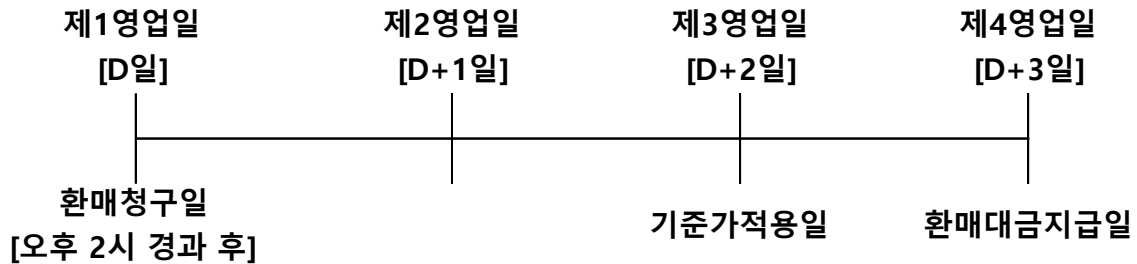 제1영업일
[D일]
제2영업일
[D+1일]
제3영업일
[D+2일]
제4영업일
[D+3일]
환매청구일
[오후 2시 경과 후]
기준가적용일
환매대금지급일